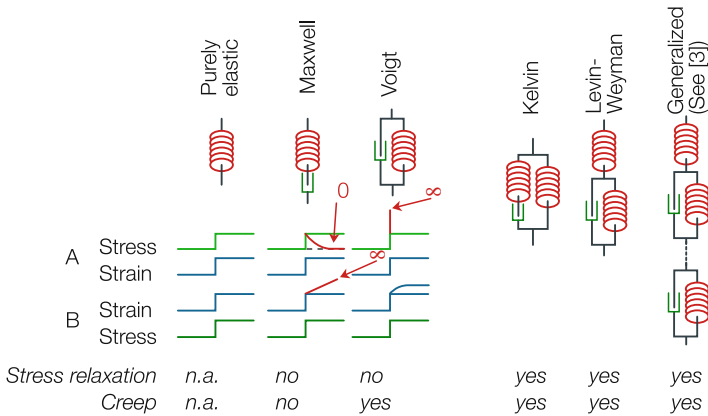 Purely
elastic
Maxwell
Voigt
Kelvin
Levin-
Weyman
Generalized
(See [3])
0
∞
∞
A
Stress
Strain
B
Strain
Stress
Stress relaxation n.a. no no yes yes yes
Creep n.a. no yes yes yes yes